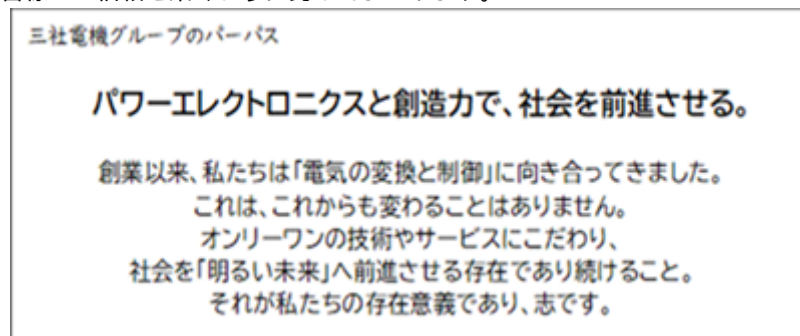 三社電機グループのパーパス
パワーエレクトロニクスと創造力で、社会を前進させる。
創業以来、私たちは「電気の変換と制御」に向き合ってきました。
これは、これからも変わることはありません。
オンリーワンの技術やサービスにこだわり、
社会を「明るい未来」へ前進させる存在であり続けること。
それが私たちの存在意義であり、志です。